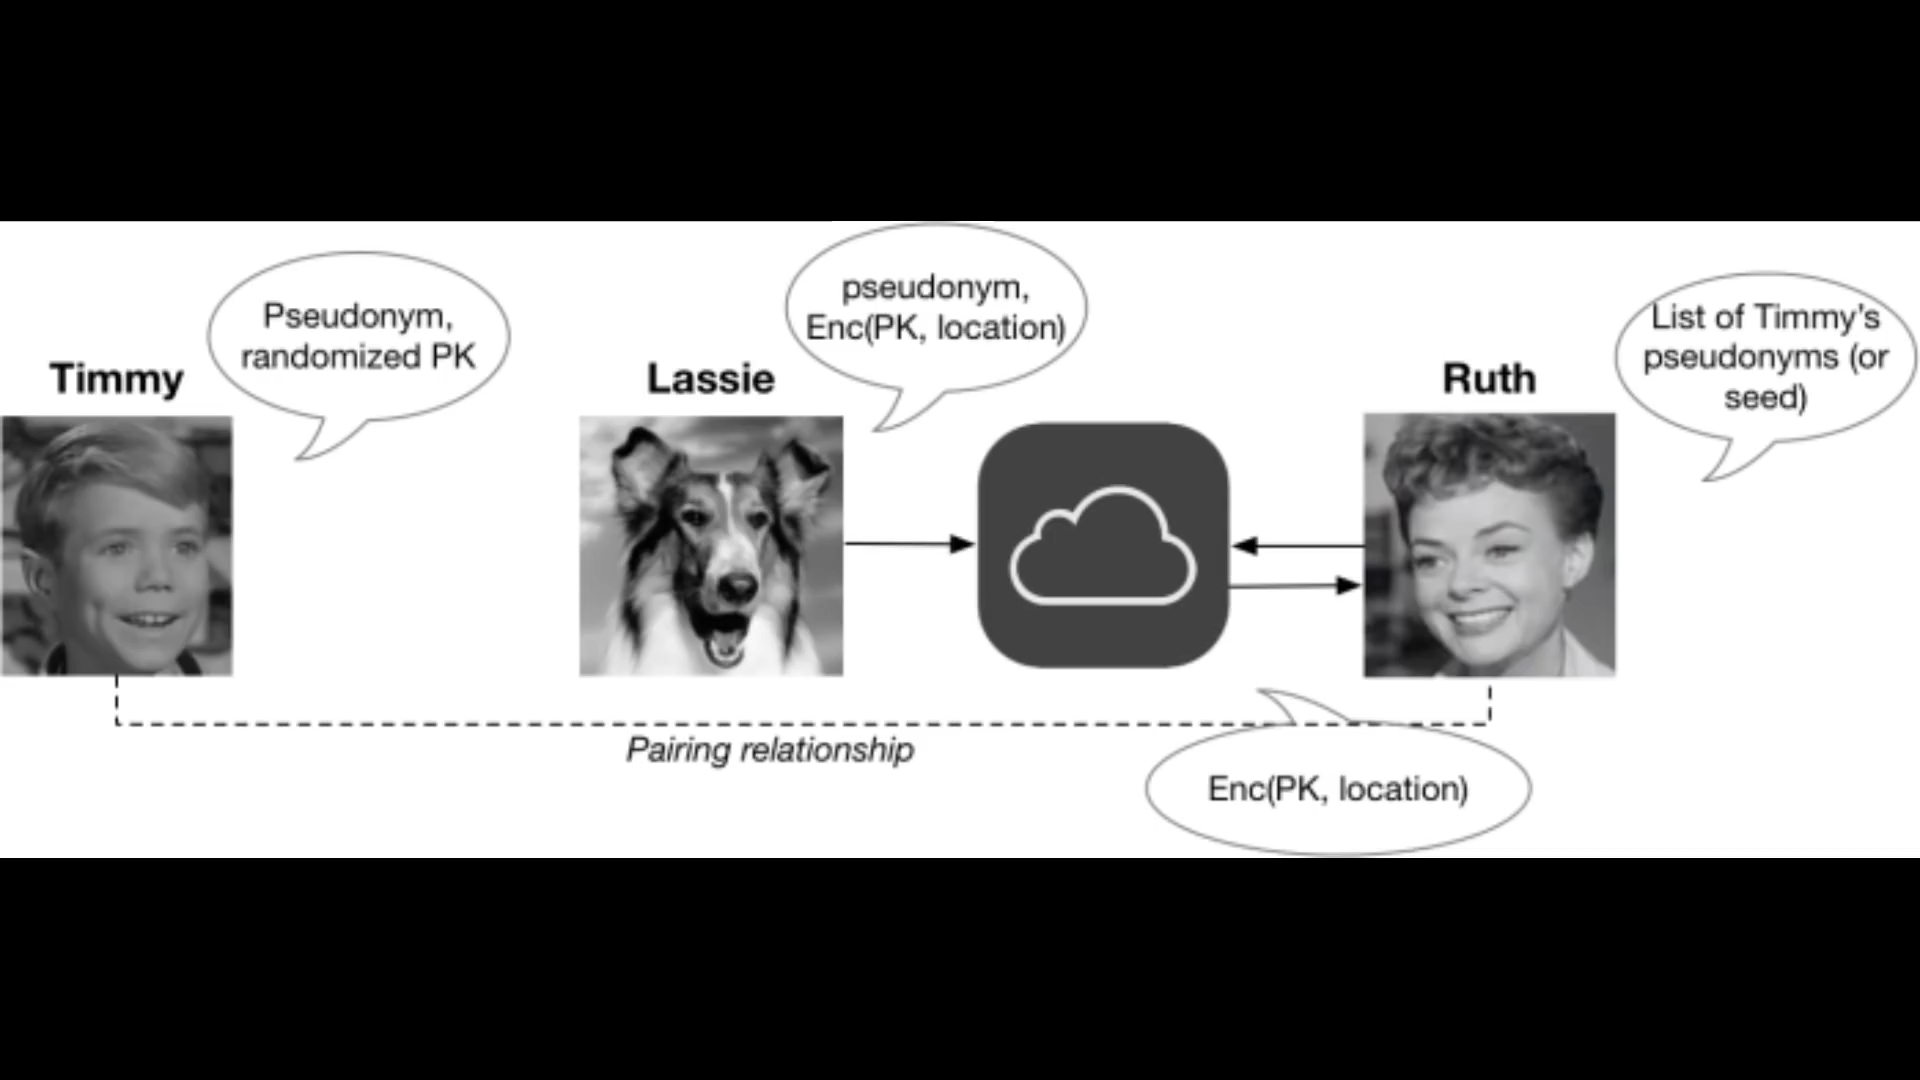 Timmy
Pseudonym,
randomized PK
Lassie
pseudonym,
Enc(PK, location)
Ruth
List of Timmy's
pseudonyms (or
seed)
Pairing relationship
Enc(PK, location)